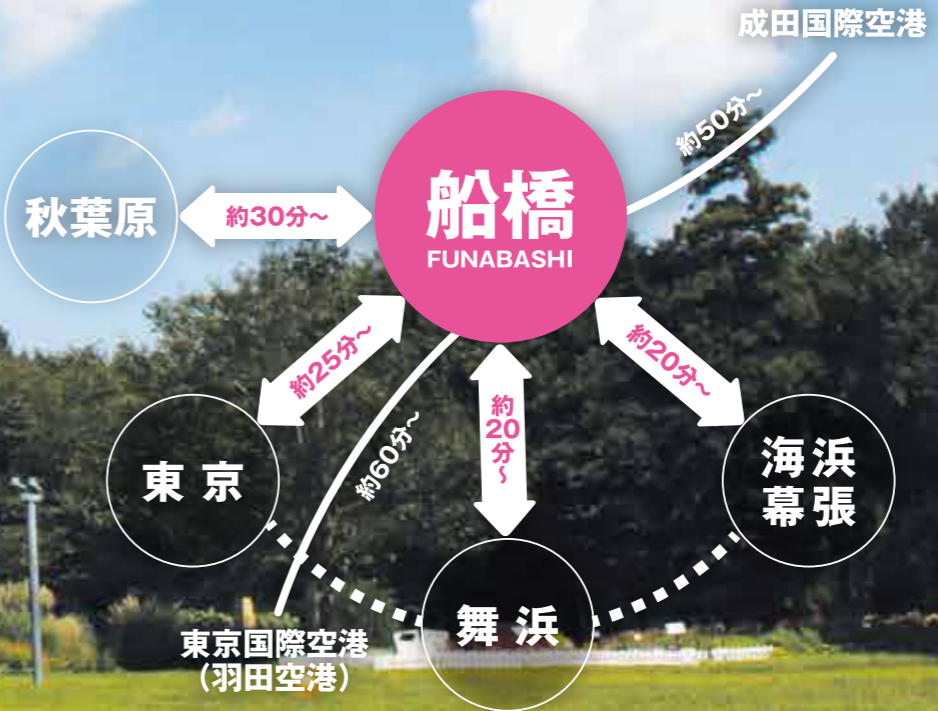 成田国際空港
約50分〜
船橋
FUNABASHI
秋葉原
約30分〜
約25分〜
約60分〜
約20分〜
約20分〜
東京
海浜
幕張
舞浜
東京国際空港
（羽田空港）